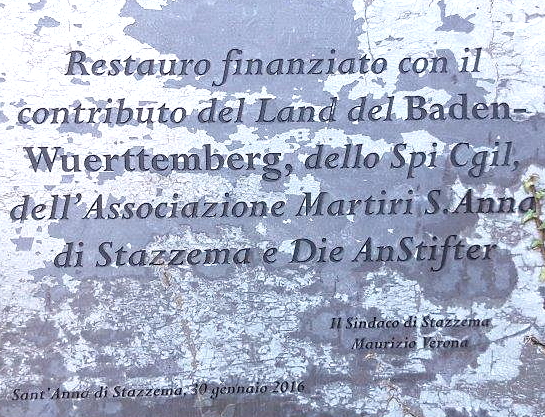 Restauro finanziato con il
contributo del Land del Baden-
Wuerttemberg, dello Spi Cgil,
dell'Associazione Martiri S.Anna
di Stazzema e Die AnStifter
Il Sindaco di Stazzema
Maurizio Verona
Sant'Anna di Stazzema, 30 gennaio 2016